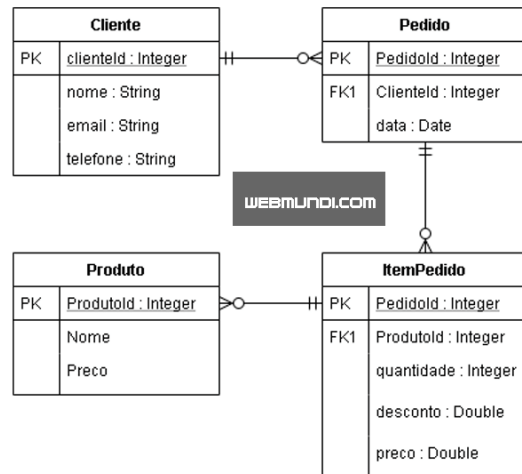 Cliente
PK clienteId : Integer
nome : String
email : String
telefone : String
Pedido
PK PedidoId : Integer
FK1 ClienteId : Integer
data : Date
WEBMUNDI.COM
Produto
PK ProdutoId : Integer
Nome
Preco
ItemPedido
PK PedidoId : Integer
FK1 ProdutoId : Integer
quantidade : Integer
desconto : Double
preco : Double